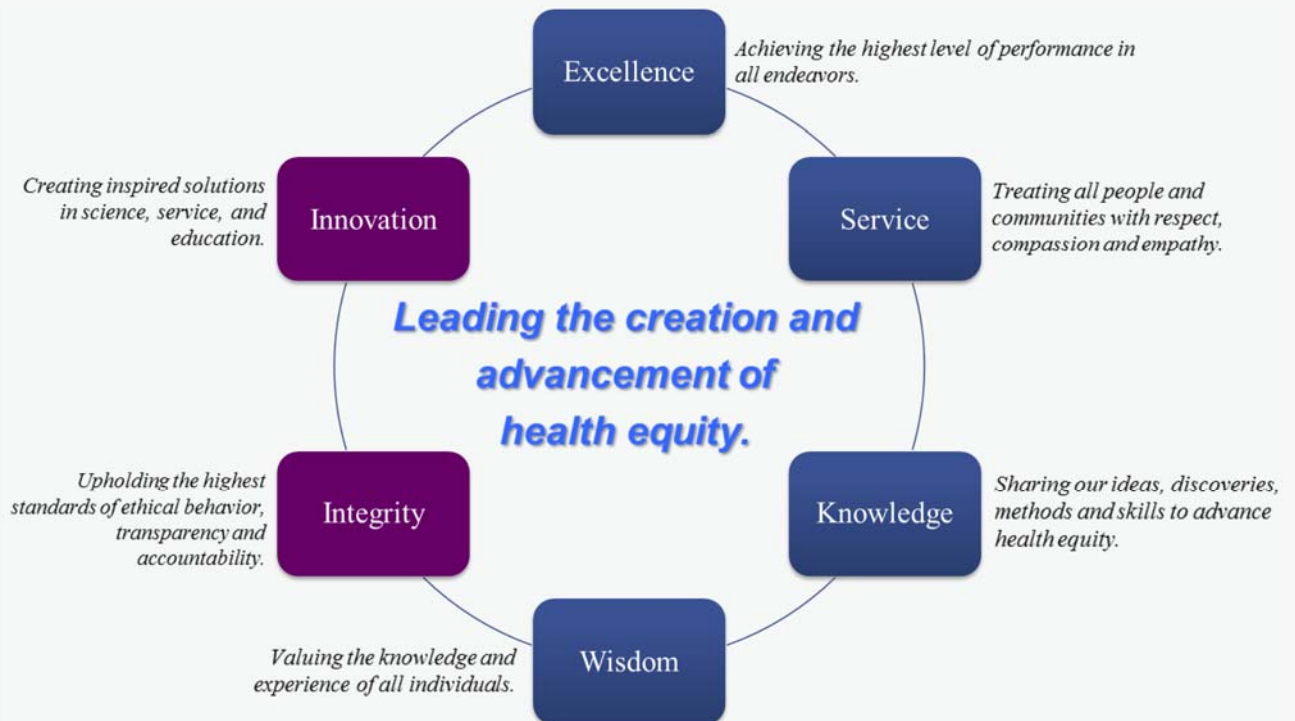 Excellence
Achieving the highest level of performance in
all endeavors.
Service
Treating all people and
communities with respect,
compassion and empathy.
Knowledge
Sharing our ideas, discoveries,
methods and skills to advance
health equity.
Wisdom
Valuing the knowledge and
experience of all individuals.
Integrity
Upholding the highest
standards of ethical behavior,
transparency and
accountability.
Innovation
Creating inspired solutions
in science, service, and
education.
Leading the creation and
advancement of
health equity.